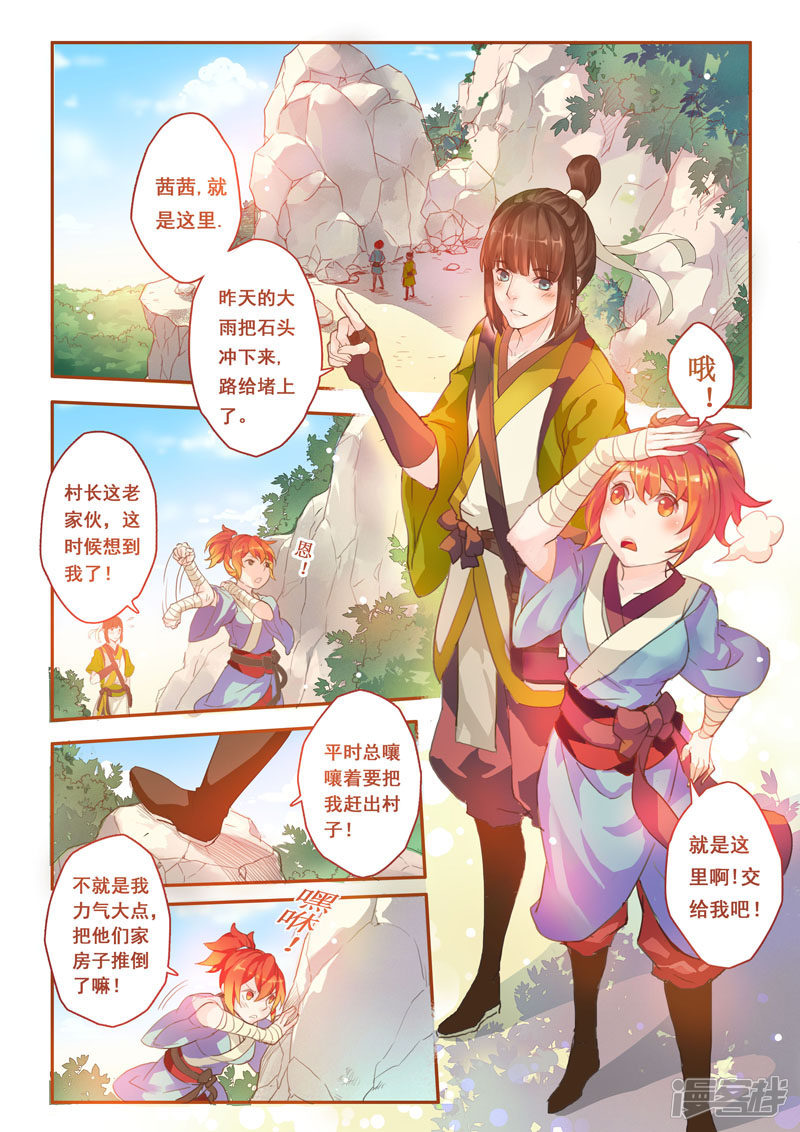 茜茜,就
是这里.
昨天的大
雨把石头
冲下来,
路给堵上
了。
哦！
就是这
里啊！交
给我吧！
村长这老
家伙，这
时候想到
我了！
恩！
平时总嚷
嚷着要把
我赶出村
子！
不就是我
力气大点，
把他们家
房子推倒
了嘛！
嘿咻！
漫客栈